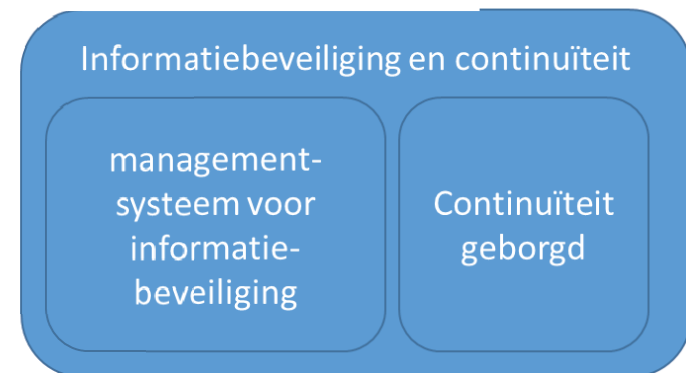 Informatiebeveiliging en continuïteit
management-
systeem voor
informatie-
beveiliging
Continuïteit
geborgd